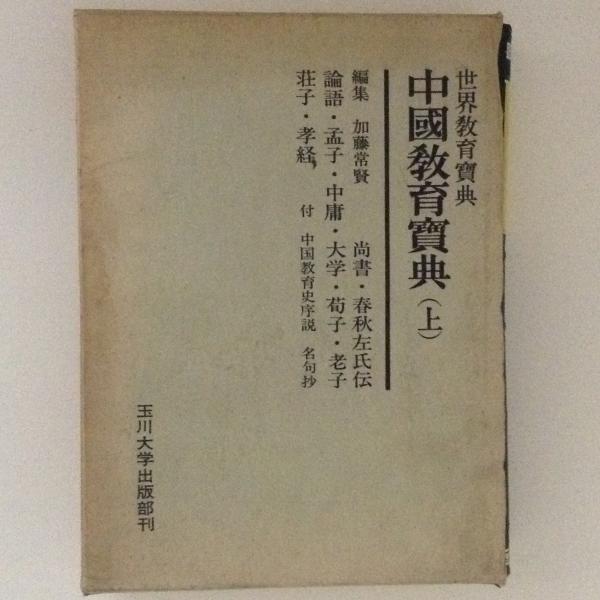 世界教育寶典
中國教育寶典(上)
編集 加藤常賢 尚書・春秋左氏伝
論語・孟子・中庸・大学・荀子・老子
荘子・孝経, 付 中国教育史序説 名句抄
玉川大学出版部刊